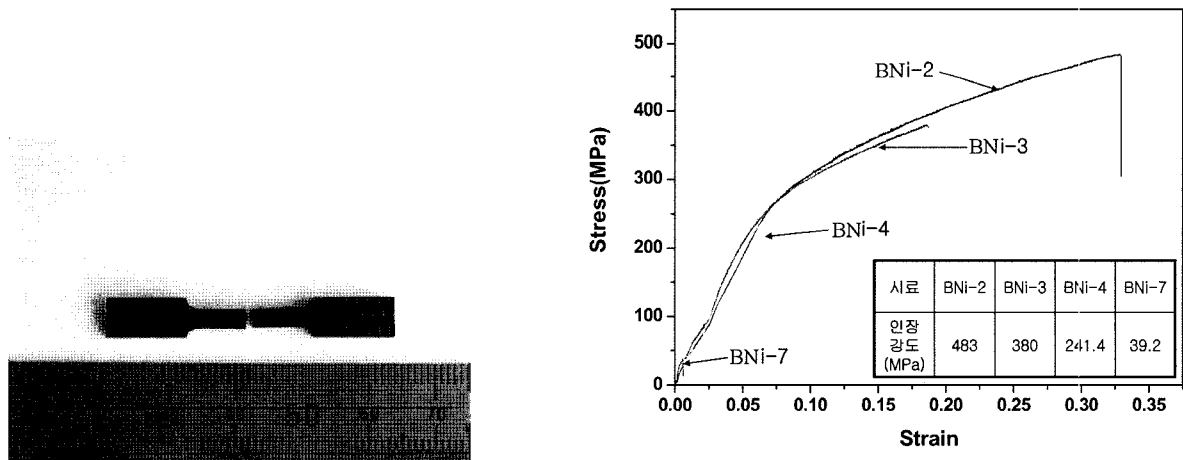 500
400
300
200
100
0
Stress(MPa)
BNi-2
BNi-3
BNi-4
BNi-7
시료 BNi-2 BNi-3 BNi-4 BNi-7
인장
강도
(MPa)
483 380 241.4 39.2
0.00 0.05 0.10 0.15 0.20 0.25 0.30 0.35
Strain